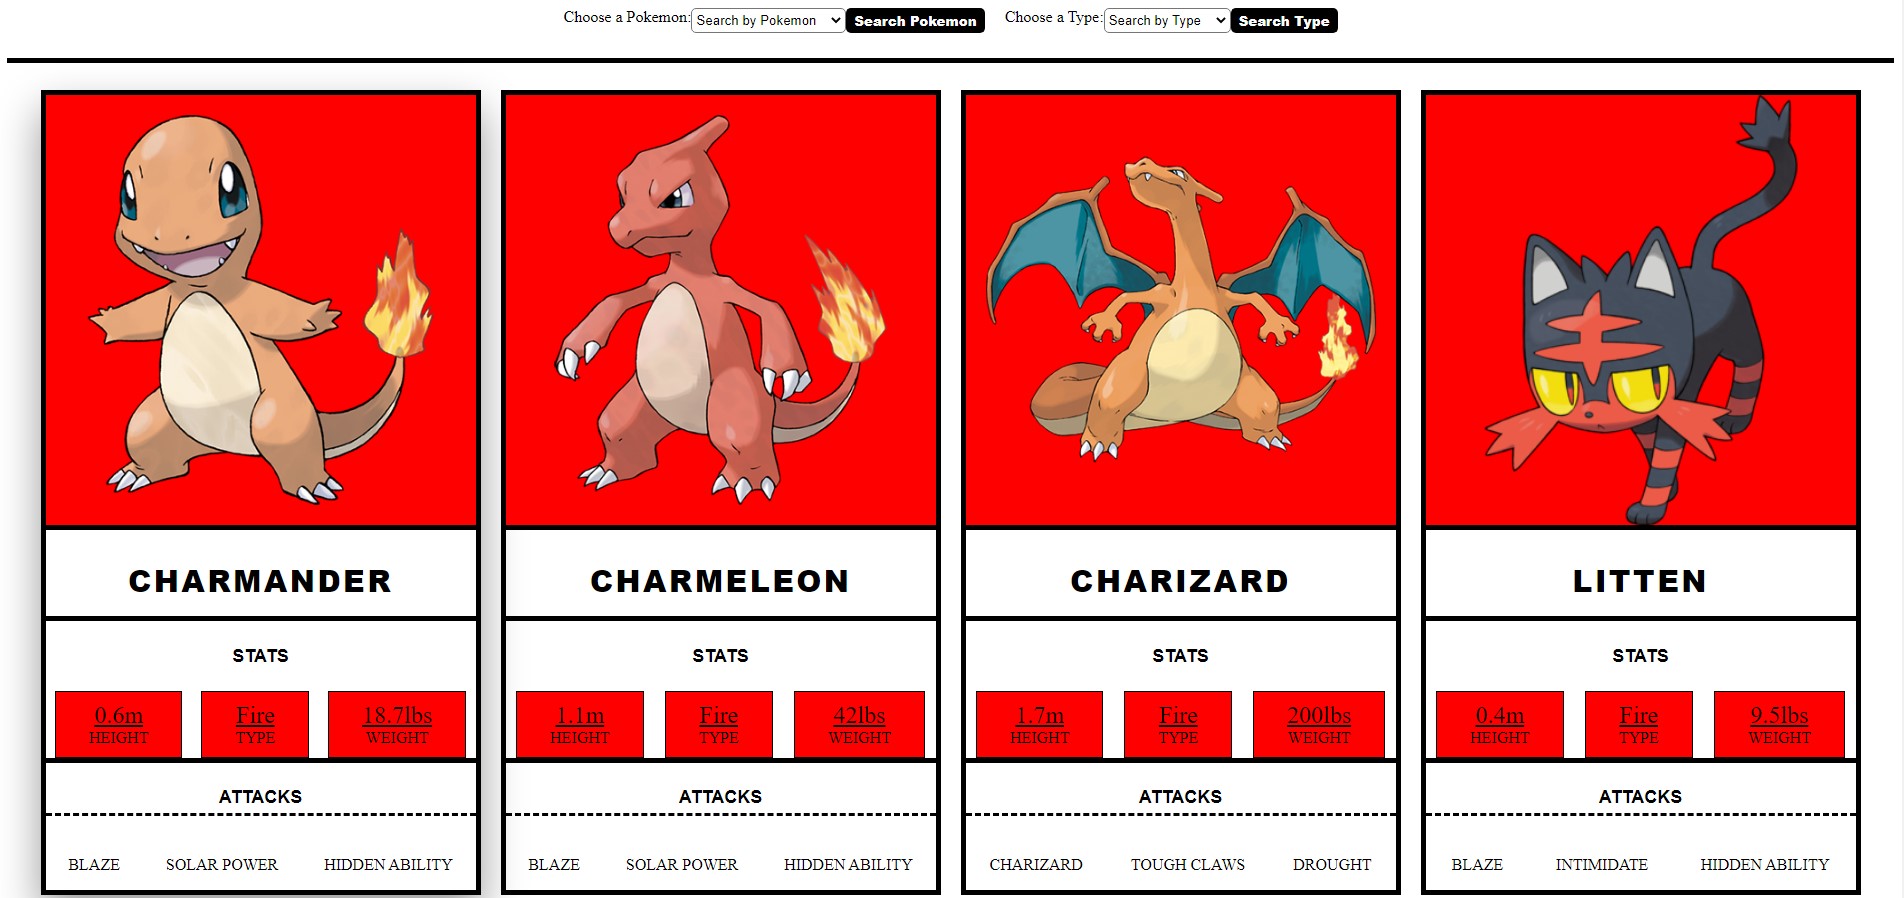 Choose a Pokemon: Search by Pokemon Search Pokemon Choose a Type: Search by Type Search Type
CHARMANDER
STATS
0.6m Fire 18.7lbs
HEIGHT TYPE WEIGHT
ATTACKS
BLAZE SOLAR POWER HIDDEN ABILITY
CHARMELEON
STATS
1.1m Fire 42lbs
HEIGHT TYPE WEIGHT
ATTACKS
BLAZE SOLAR POWER HIDDEN ABILITY
CHARIZARD
STATS
1.7m Fire 200lbs
HEIGHT TYPE WEIGHT
ATTACKS
CHARIZARD TOUGH CLAWS DROUGHT
LITTEN
STATS
0.4m Fire 9.5lbs
HEIGHT TYPE WEIGHT
ATTACKS
BLAZE INTIMIDATE HIDDEN ABILITY